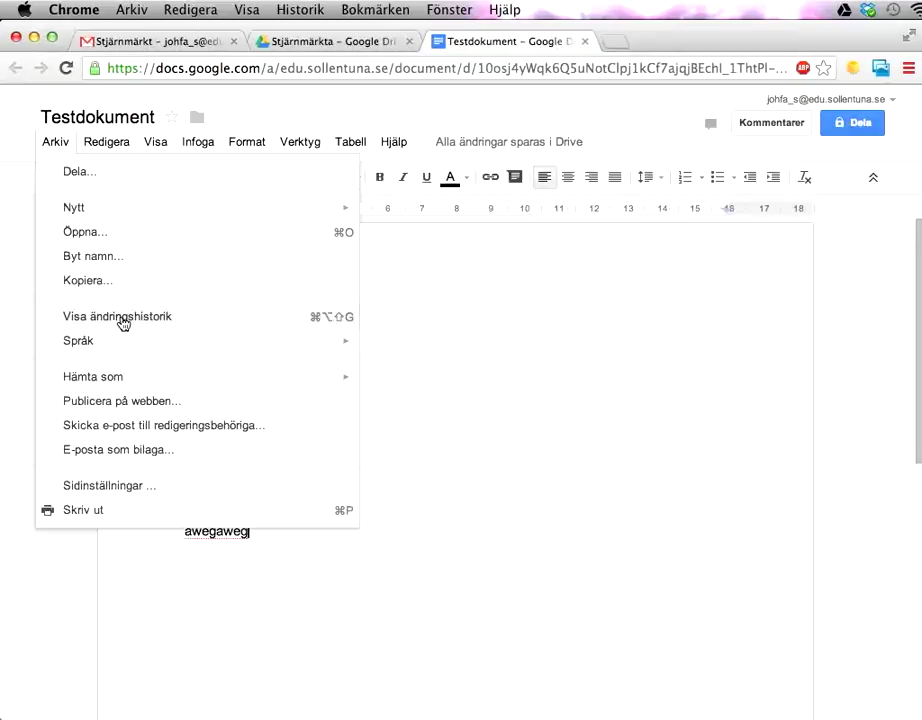 Chrome Arkiv Redigera Visa Historik Bokmärken Fönster Hjälp
Stjärnmärkt – johfa_s@edu
Stjärnmärkta – Google Dri
Testdokument – Google D
https://docs.google.com/a/edu.sollentuna.se/document/d/10osj4yWqk6Q5uNotClpj1kCf7ajqjBEchl_1ThtPl-...
ABP
johfa_s@edu.sollentuna.se
Testdokument
Kommentarer
Dela
Arkiv Redigera Visa Infoga Format Verktyg Tabell Hjälp Alla ändringar sparas i Drive
Dela...
B I U A
Nytt
6 7 8 9 10 11 12 13 14 15 16 17 18
Öppna... ⌘O
Byt namn...
Kopiera...
Visa ändringshistorik ⌘⌥⇧G
Språk
Hämta som
Publicera på webben...
Skicka e-post till redigeringsbehöriga...
E-posta som bilaga...
Sidinställningar ...
Skriv ut ⌘P
awegaweg